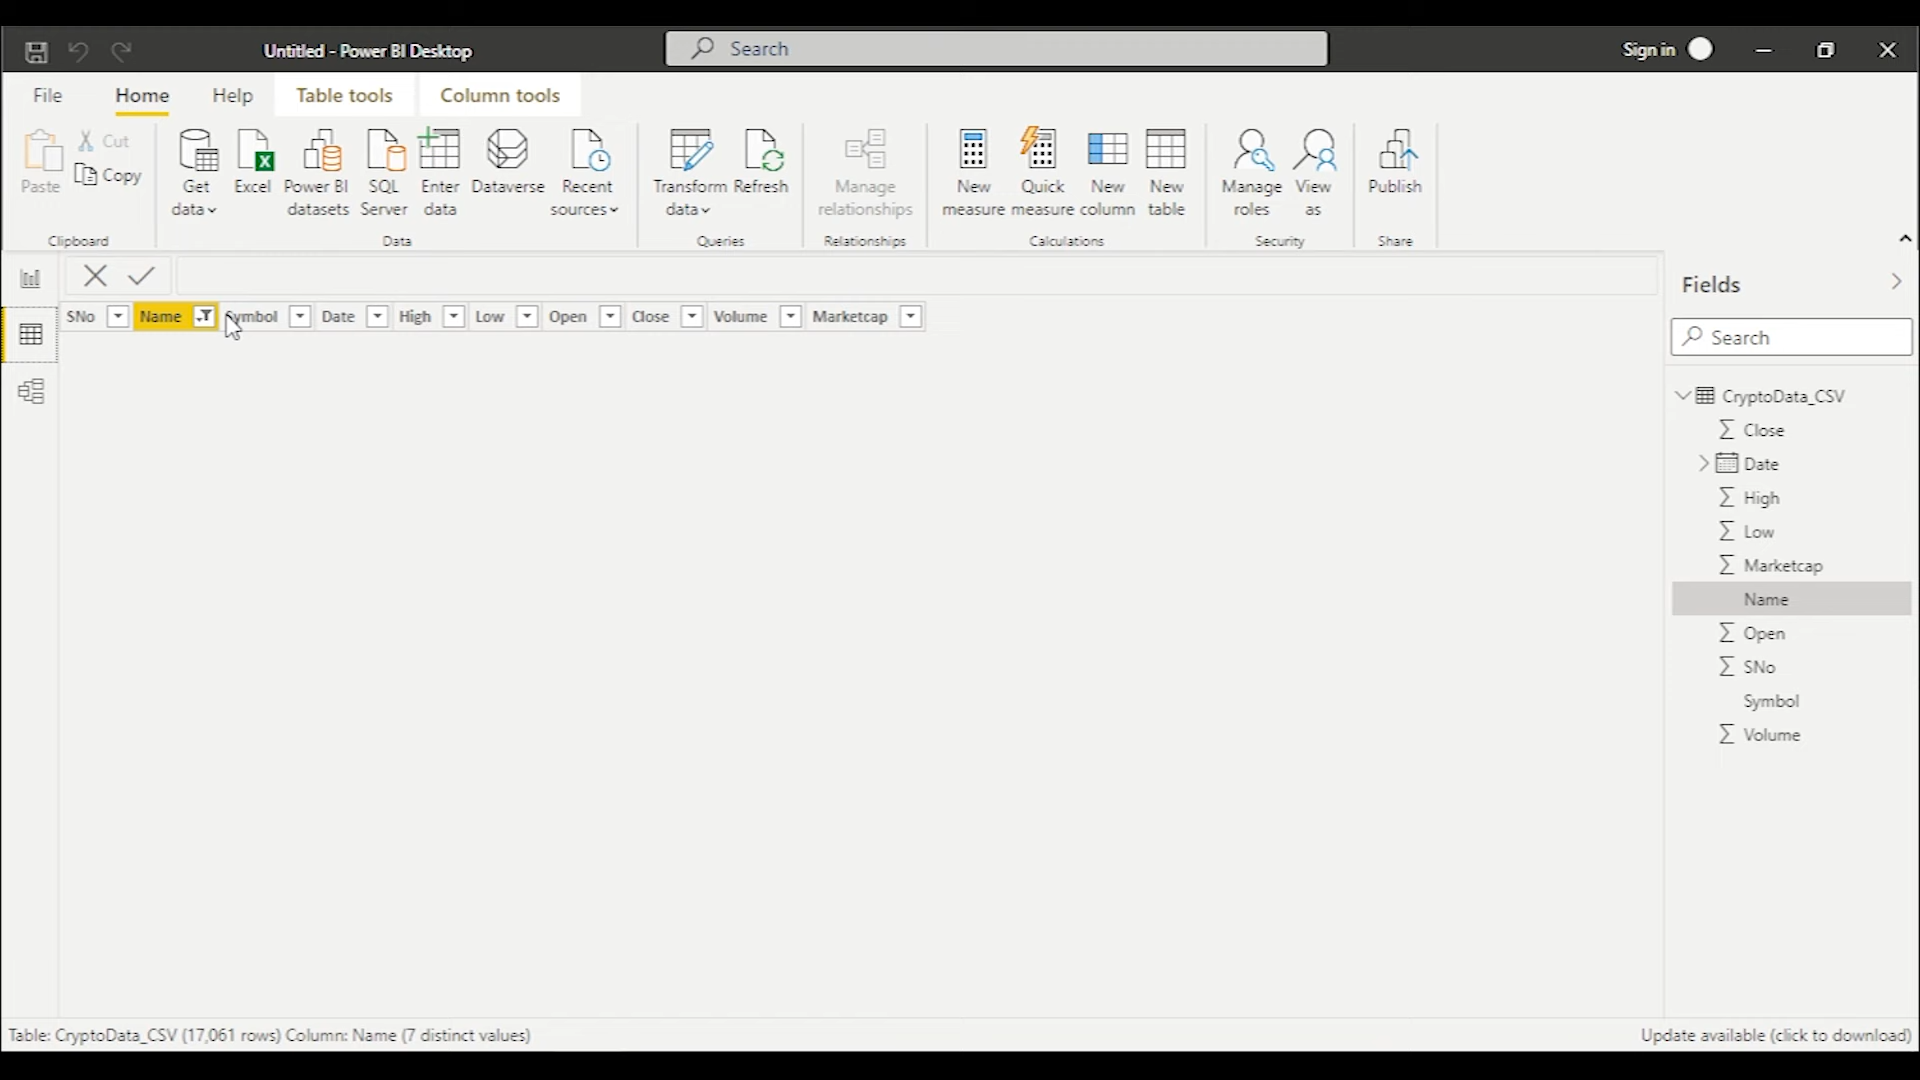 Untitled - Power BI Desktop
Search
Sign in
File Home Help Table tools Column tools
Paste
Cut
Copy
Clipboard
Get data
Excel
Power BI datasets
SQL Server
Enter data
Dataverse
Recent sources
Data
Transform data
Refresh
Queries
Manage relationships
Relationships
New measure
Quick measure
New column
New table
Calculations
Manage roles
View as
Security
Publish
Share
SNo Name Symbol Date High Low Open Close Volume Marketcap
Fields
Search
CryptoData_CSV
Close
Date
High
Low
Marketcap
Name
Open
SNo
Symbol
Volume
Table: CryptoData_CSV (17,061 rows) Column: Name (7 distinct values)
Update available (click to download)